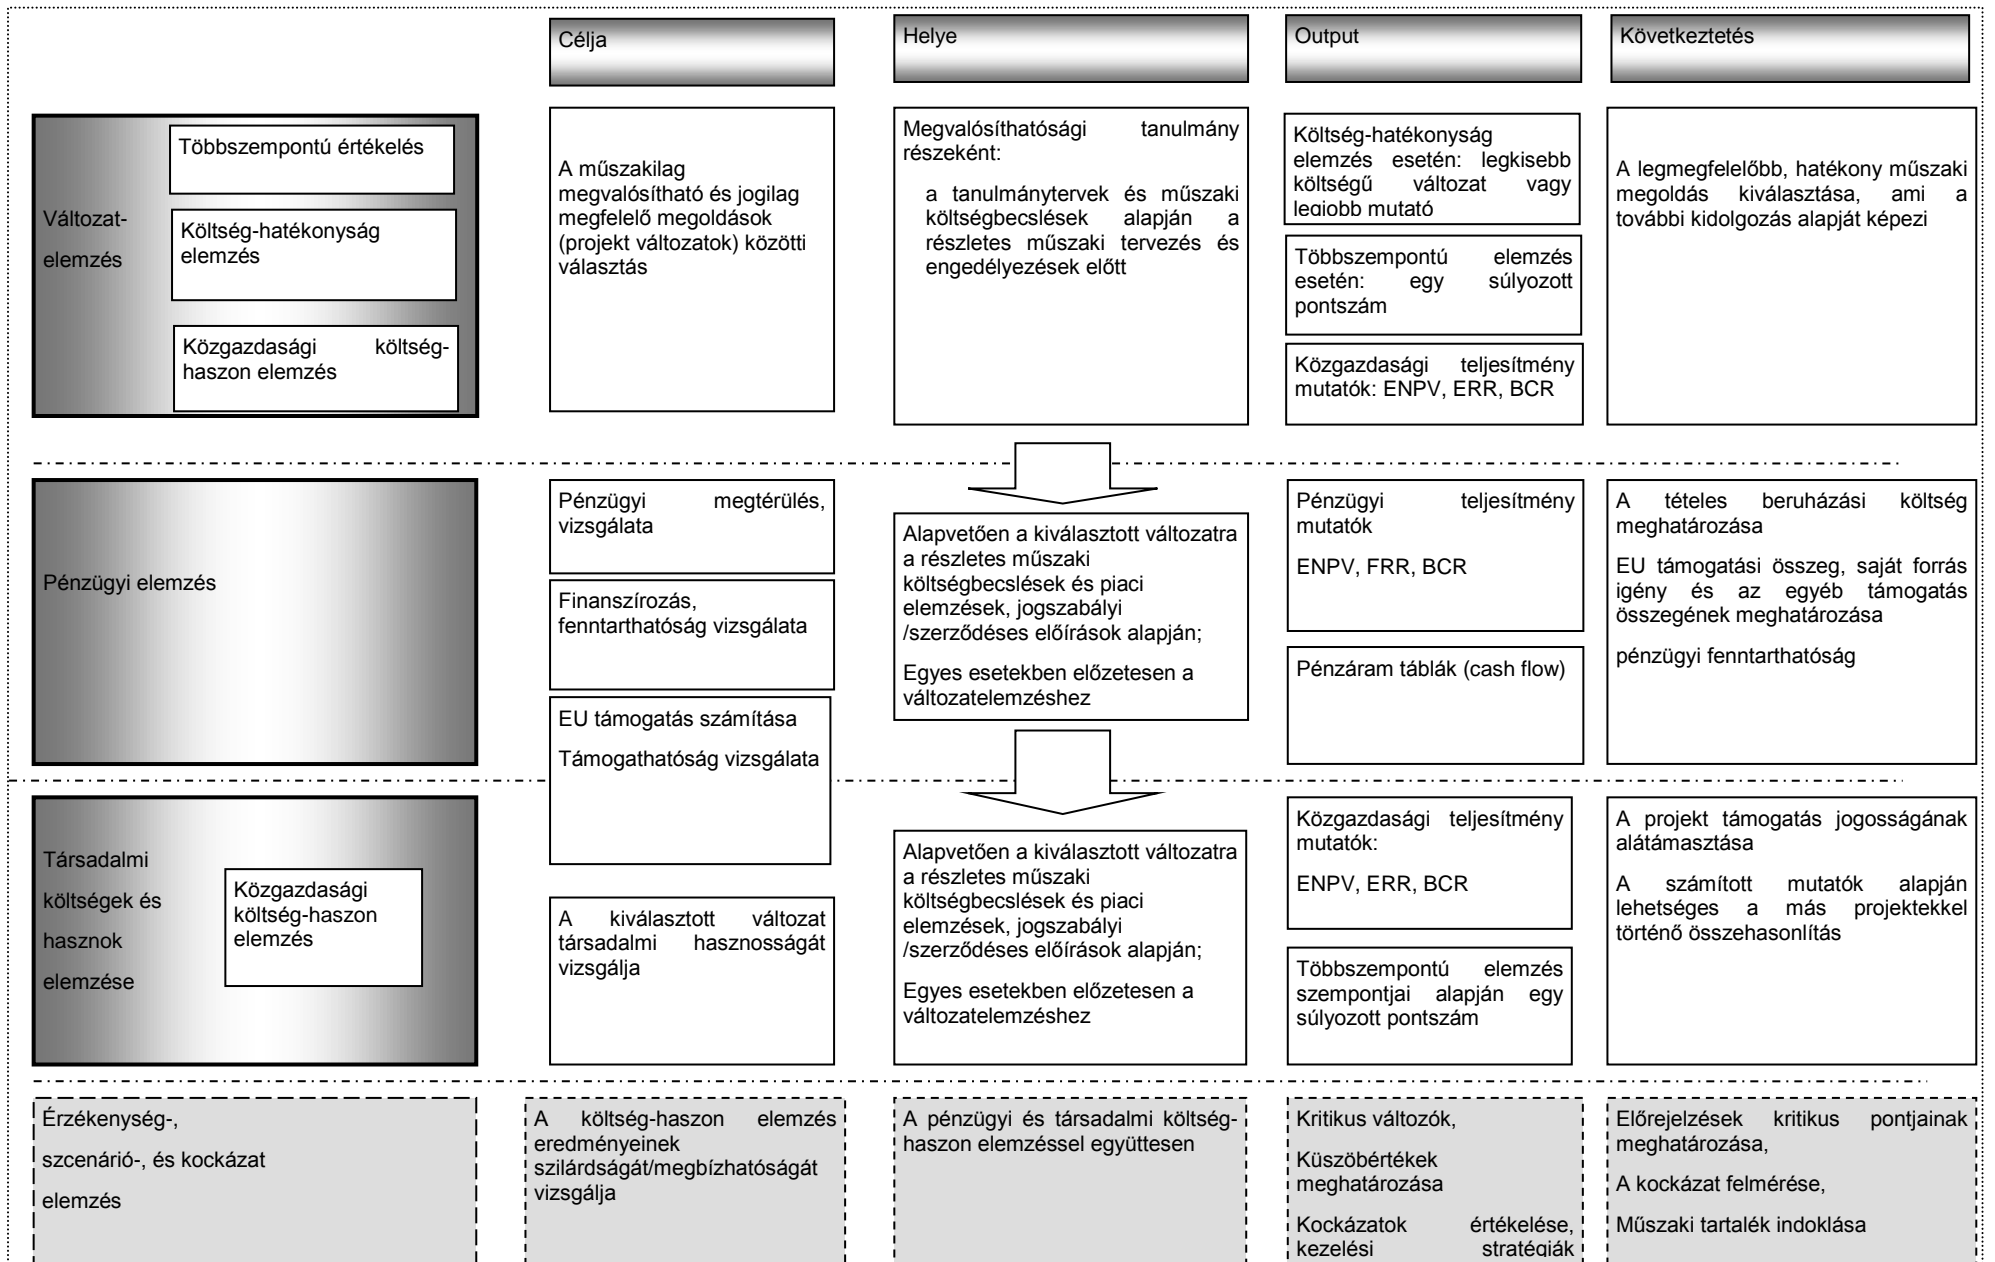 Célja
Helye
Output
Következtetés
Változat-
elemzés
Többszempontú értékelés
Költség-hatékonyság
elemzés
Közgazdasági költség-
haszon elemzés
A műszakilag
megvalósítható és jogilag
megfelelő megoldások
(projekt változatok) közötti
választás
Megvalósíthatósági tanulmány
részeként:
a tanulmánytervek és műszaki
költségbecslések alapján a
részletes műszaki tervezés és
engedélyezések előtt
Költség-hatékonyság
elemzés esetén: legkisebb
költségű változat vagy
legjobb mutató
Többszempontú elemzés
esetén: egy súlyozott
pontszám
Közgazdasági teljesítmény
mutatók: ENPV, ERR, BCR
A legmegfelelőbb, hatékony műszaki
megoldás kiválasztása, ami a
további kidolgozás alapját képezi
Pénzügyi elemzés
Pénzügyi megtérülés,
vizsgálata
Finanszírozás,
fenntarthatóság vizsgálata
EU támogatás számítása
Támogathatóság vizsgálata
Alapvetően a kiválasztott változatra
a részletes műszaki
költségbecslések és piaci
elemzések, jogszabályi
/szerződéses előírások alapján;
Egyes esetekben előzetesen a
változatelemzéshez
Pénzügyi teljesítmény
mutatók
ENPV, FRR, BCR
Pénzáram táblák (cash flow)
A tételes beruházási költség
meghatározása
EU támogatási összeg, saját forrás
igény és az egyéb támogatás
összegének meghatározása
pénzügyi fenntarthatóság
Társadalmi
költségek és
hasznok
elemzése
Közgazdasági
költség-haszon
elemzés
A kiválasztott változat
társadalmi hasznosságát
vizsgálja
Alapvetően a kiválasztott változatra
a részletes műszaki
költségbecslések és piaci
elemzések, jogszabályi
/szerződéses előírások alapján;
Egyes esetekben előzetesen a
változatelemzéshez
Közgazdasági teljesítmény
mutatók:
ENPV, ERR, BCR
Többszempontú elemzés
szempontjai alapján egy
súlyozott pontszám
A projekt támogatás jogosságának
alátámasztása
A számított mutatók alapján
lehetséges a más projektekkel
történő összehasonlítás
Érzékenység-,
szcenárió-, és kockázat
elemzés
A költség-haszon elemzés
eredményeinek
szilárdságát/megbízhatóságát
vizsgálja
A pénzügyi és társadalmi költség-
haszon elemzéssel együttesen
Kritikus változók,
Küszöbértékek
meghatározása
Kockázatok értékelése,
kezelési stratégiák
Előrejelzések kritikus pontjainak
meghatározása,
A kockázat felmérése,
Műszaki tartalék indoklása